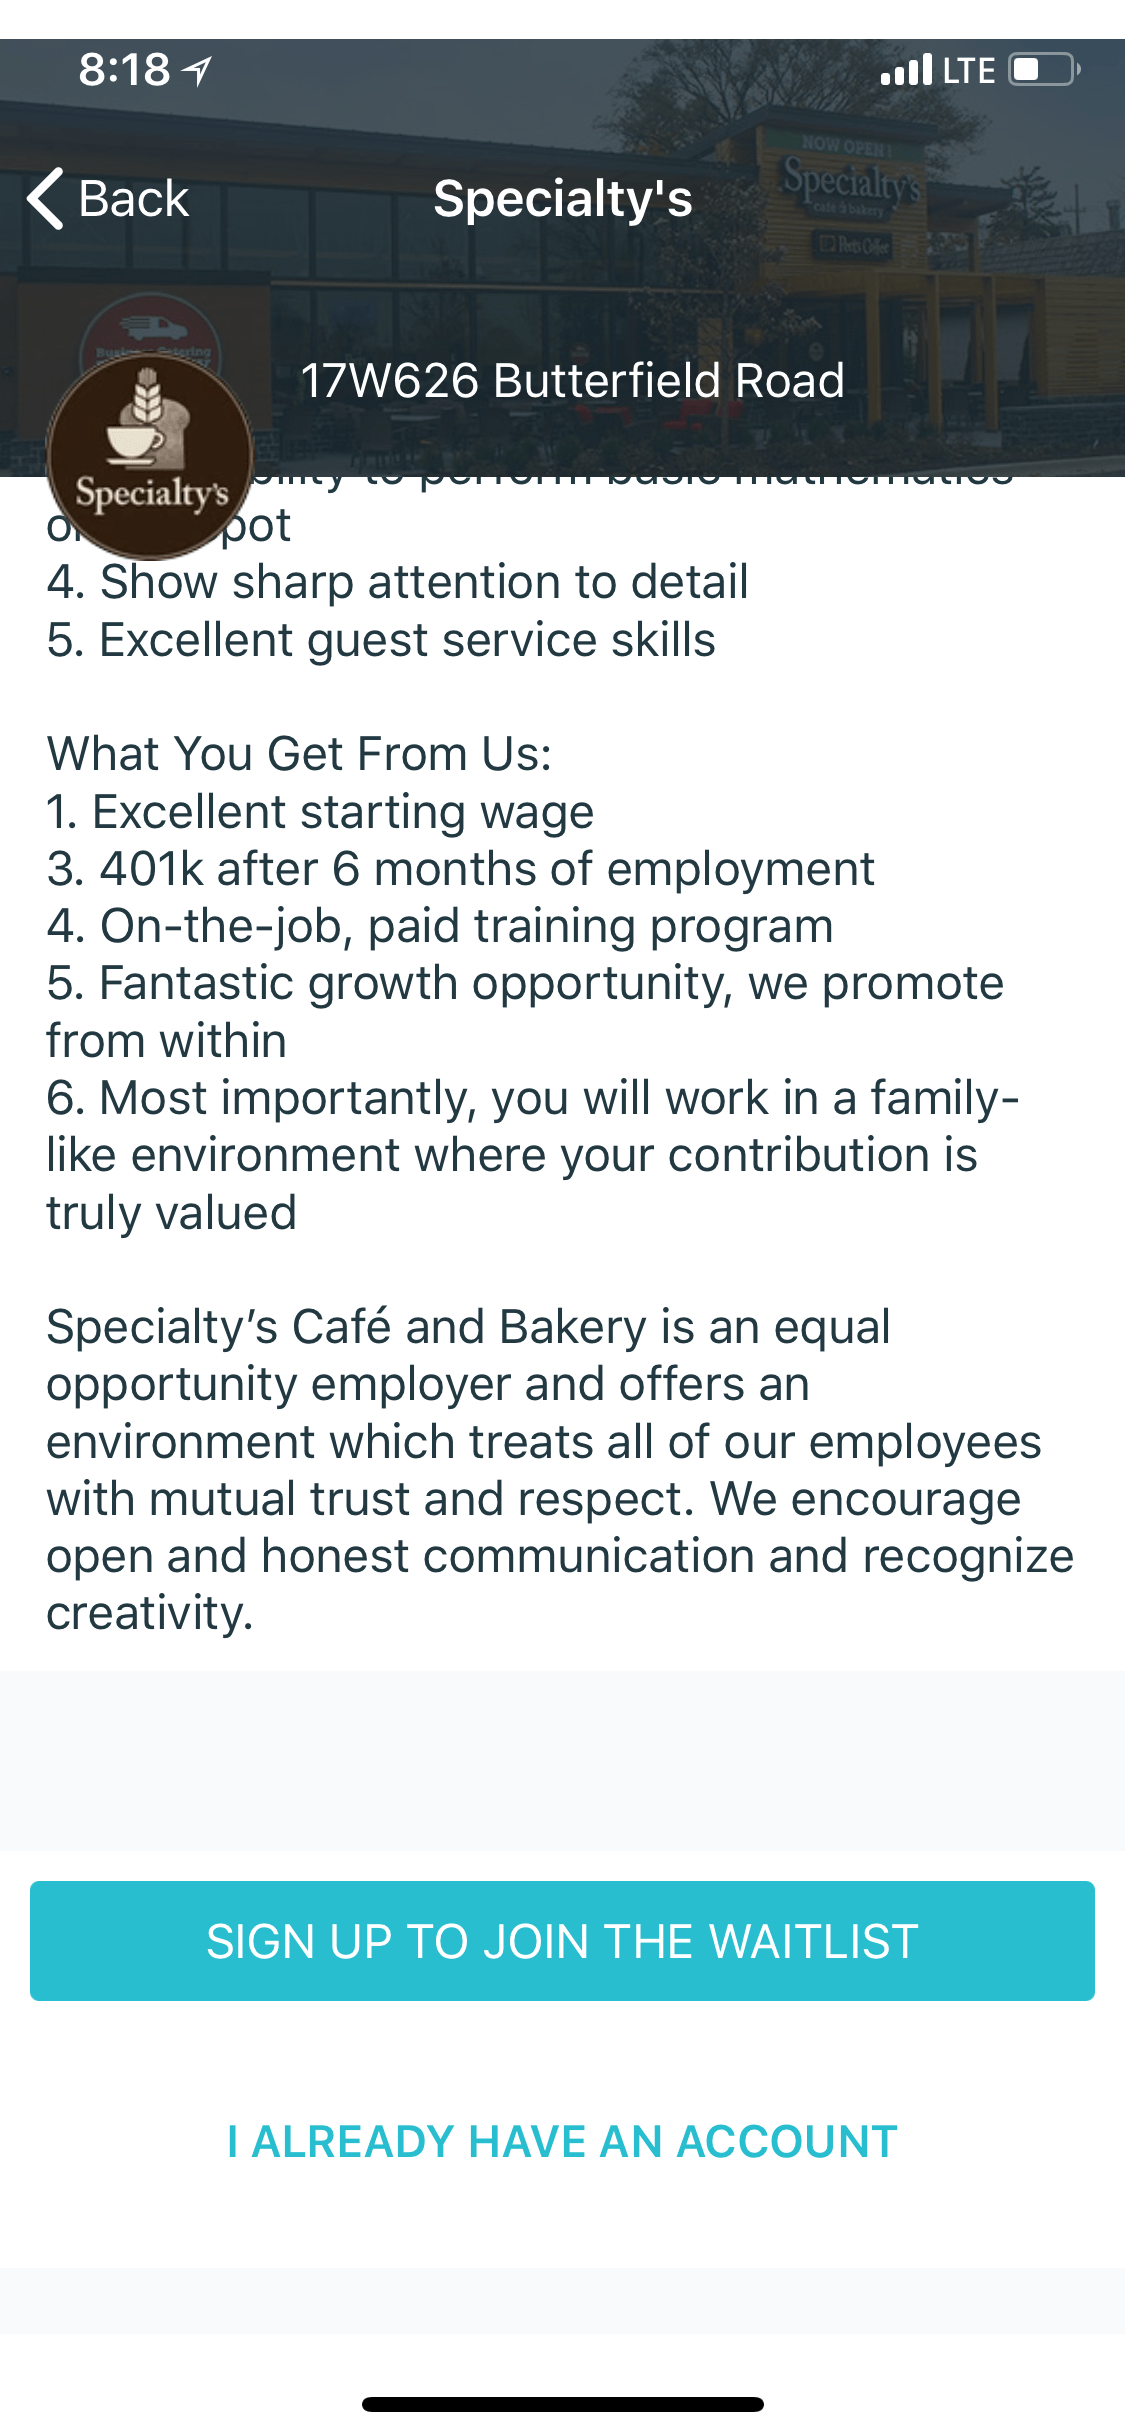 8:18
LTE
Back
Specialty's
NOW OPEN!
Specialty's
café & bakery
Peet's Coffee
17W626 Butterfield Road
Specialty's
to perform basic mathematics
pot
4. Show sharp attention to detail
5. Excellent guest service skills
What You Get From Us:
1. Excellent starting wage
3. 401k after 6 months of employment
4. On-the-job, paid training program
5. Fantastic growth opportunity, we promote
from within
6. Most importantly, you will work in a family-
like environment where your contribution is
truly valued
Specialty’s Café and Bakery is an equal
opportunity employer and offers an
environment which treats all of our employees
with mutual trust and respect. We encourage
open and honest communication and recognize
creativity.
SIGN UP TO JOIN THE WAITLIST
I ALREADY HAVE AN ACCOUNT